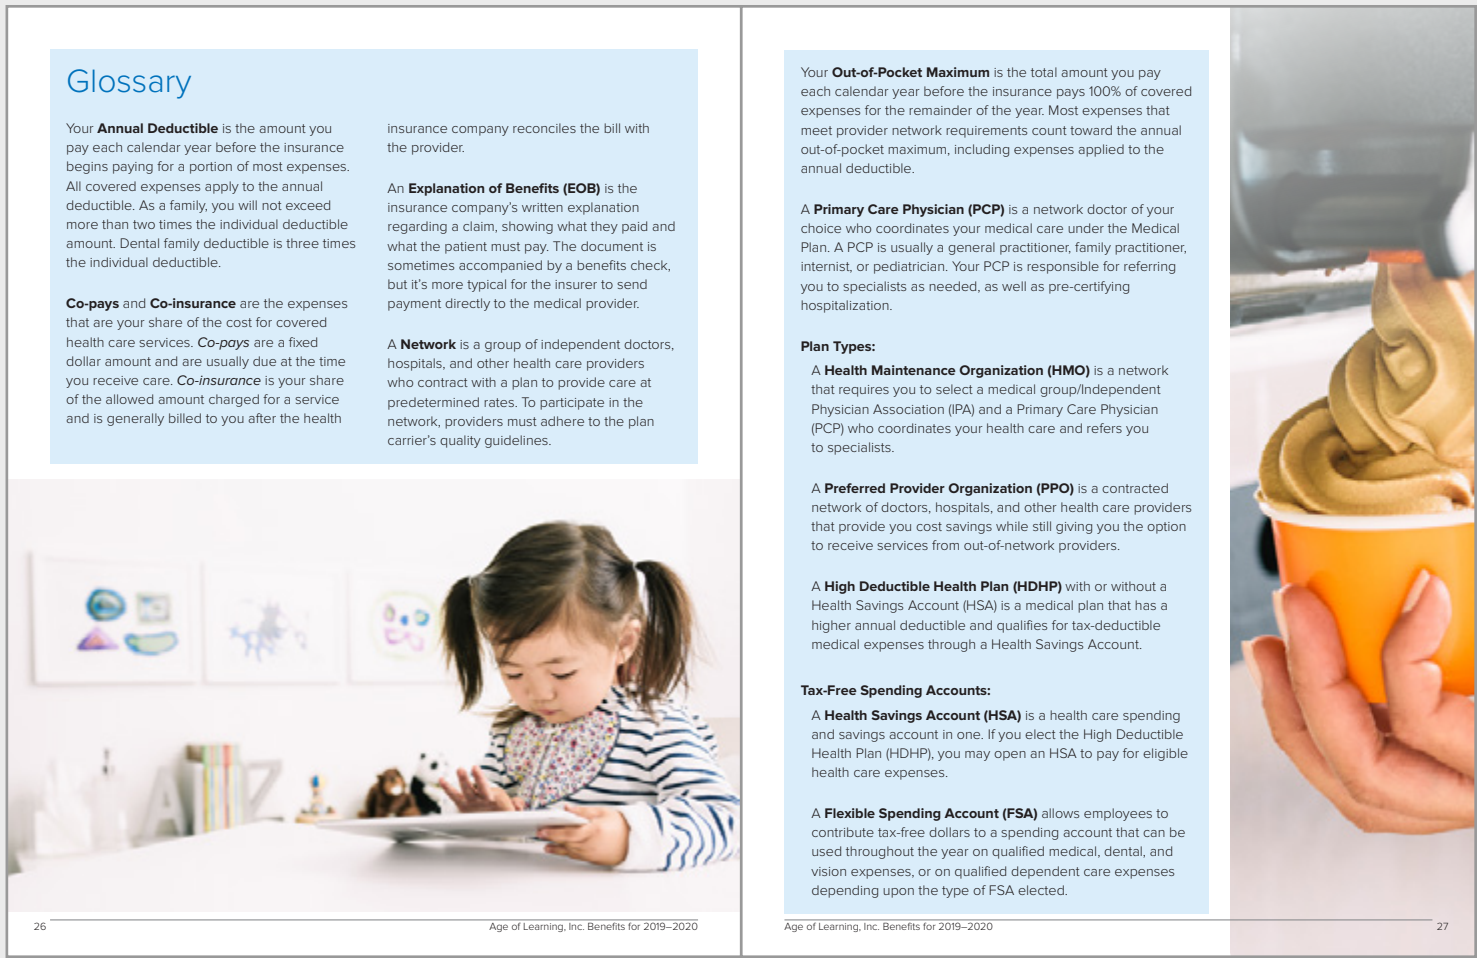 Glossary
Your Annual Deductible is the amount you
pay each calendar year before the insurance
begins paying for a portion of most expenses.
All covered expenses apply to the annual
deductible. As a family, you will not exceed
more than two times the individual deductible
amount. Dental family deductible is three times
the individual deductible.
Co-pays and Co-insurance are the expenses
that are your share of the cost for covered
health care services. Co-pays are a fixed
dollar amount and are usually due at the time
you receive care. Co-insurance is your share
of the allowed amount charged for a service
and is generally billed to you after the health
insurance company reconciles the bill with
the provider.
An Explanation of Benefits (EOB) is the
insurance company's written explanation
regarding a claim, showing what they paid and
what the patient must pay. The document is
sometimes accompanied by a benefits check,
but it's more typical for the insurer to send
payment directly to the medical provider.
A Network is a group of independent doctors,
hospitals, and other health care providers
who contract with a plan to provide care at
predetermined rates. To participate in the
network, providers must adhere to the plan
carrier's quality guidelines.
A
Z
26
Age of Learning, Inc. Benefits for 2019–2020
Your Out-of-Pocket Maximum is the total amount you pay
each calendar year before the insurance pays 100% of covered
expenses for the remainder of the year. Most expenses that
meet provider network requirements count toward the annual
out-of-pocket maximum, including expenses applied to the
annual deductible.
A Primary Care Physician (PCP) is a network doctor of your
choice who coordinates your medical care under the Medical
Plan. A PCP is usually a general practitioner, family practitioner,
internist, or pediatrician. Your PCP is responsible for referring
you to specialists as needed, as well as pre-certifying
hospitalization.
Plan Types:
A Health Maintenance Organization (HMO) is a network
that requires you to select a medical group/Independent
Physician Association (IPA) and a Primary Care Physician
(PCP) who coordinates your health care and refers you
to specialists.
A Preferred Provider Organization (PPO) is a contracted
network of doctors, hospitals, and other health care providers
that provide you cost savings while still giving you the option
to receive services from out-of-network providers.
A High Deductible Health Plan (HDHP) with or without a
Health Savings Account (HSA) is a medical plan that has a
higher annual deductible and qualifies for tax-deductible
medical expenses through a Health Savings Account.
Tax-Free Spending Accounts:
A Health Savings Account (HSA) is a health care spending
and savings account in one. If you elect the High Deductible
Health Plan (HDHP), you may open an HSA to pay for eligible
health care expenses.
A Flexible Spending Account (FSA) allows employees to
contribute tax-free dollars to a spending account that can be
used throughout the year on qualified medical, dental, and
vision expenses, or on qualified dependent care expenses
depending upon the type of FSA elected.
Age of Learning, Inc. Benefits for 2019–2020
27